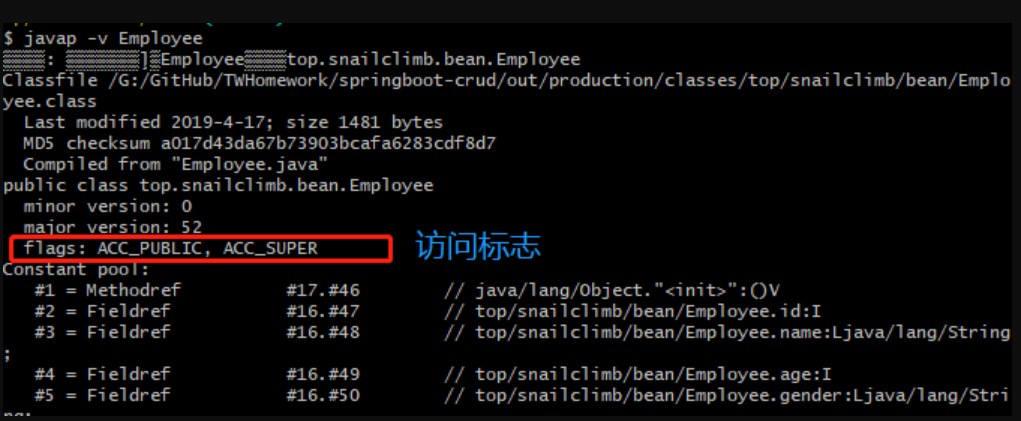 $ javap -v Employee
: ]Employee top.snailclimb.bean.Employee
Classfile /G:/GitHub/TWHomework/springboot-crud/out/production/classes/top/snailclimb/bean/Emplo
yee.class
Last modified 2019-4-17; size 1481 bytes
MD5 checksum a017d43da67b73903bcafa6283cdf8d7
Compiled from "Employee.java"
public class top.snailclimb.bean.Employee
minor version: 0
major version: 52
flags: ACC_PUBLIC, ACC_SUPER 访问标志
Constant pool:
#1 = Methodref #17.#46 // java/lang/Object."<init>":()V
#2 = Fieldref #16.#47 // top/snailclimb/bean/Employee.id:I
#3 = Fieldref #16.#48 // top/snailclimb/bean/Employee.name:Ljava/lang/String
;
#4 = Fieldref #16.#49 // top/snailclimb/bean/Employee.age:I
#5 = Fieldref #16.#50 // top/snailclimb/bean/Employee.gender:Ljava/lang/Stri